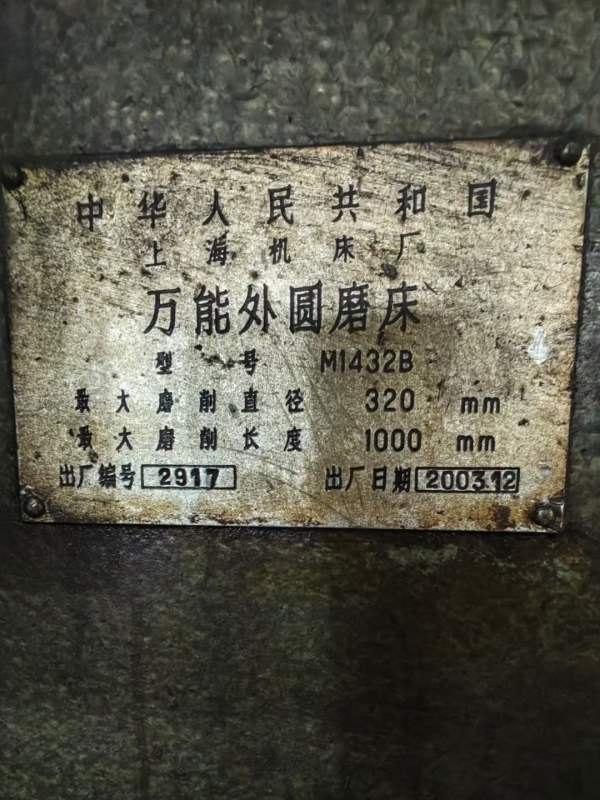 中华人民共和国
上海机床厂
万能外圆磨床
型号 M1432B
最大磨削直径 320 mm
最大磨削长度 1000 mm
出厂编号 2917 出厂日期 2003.12